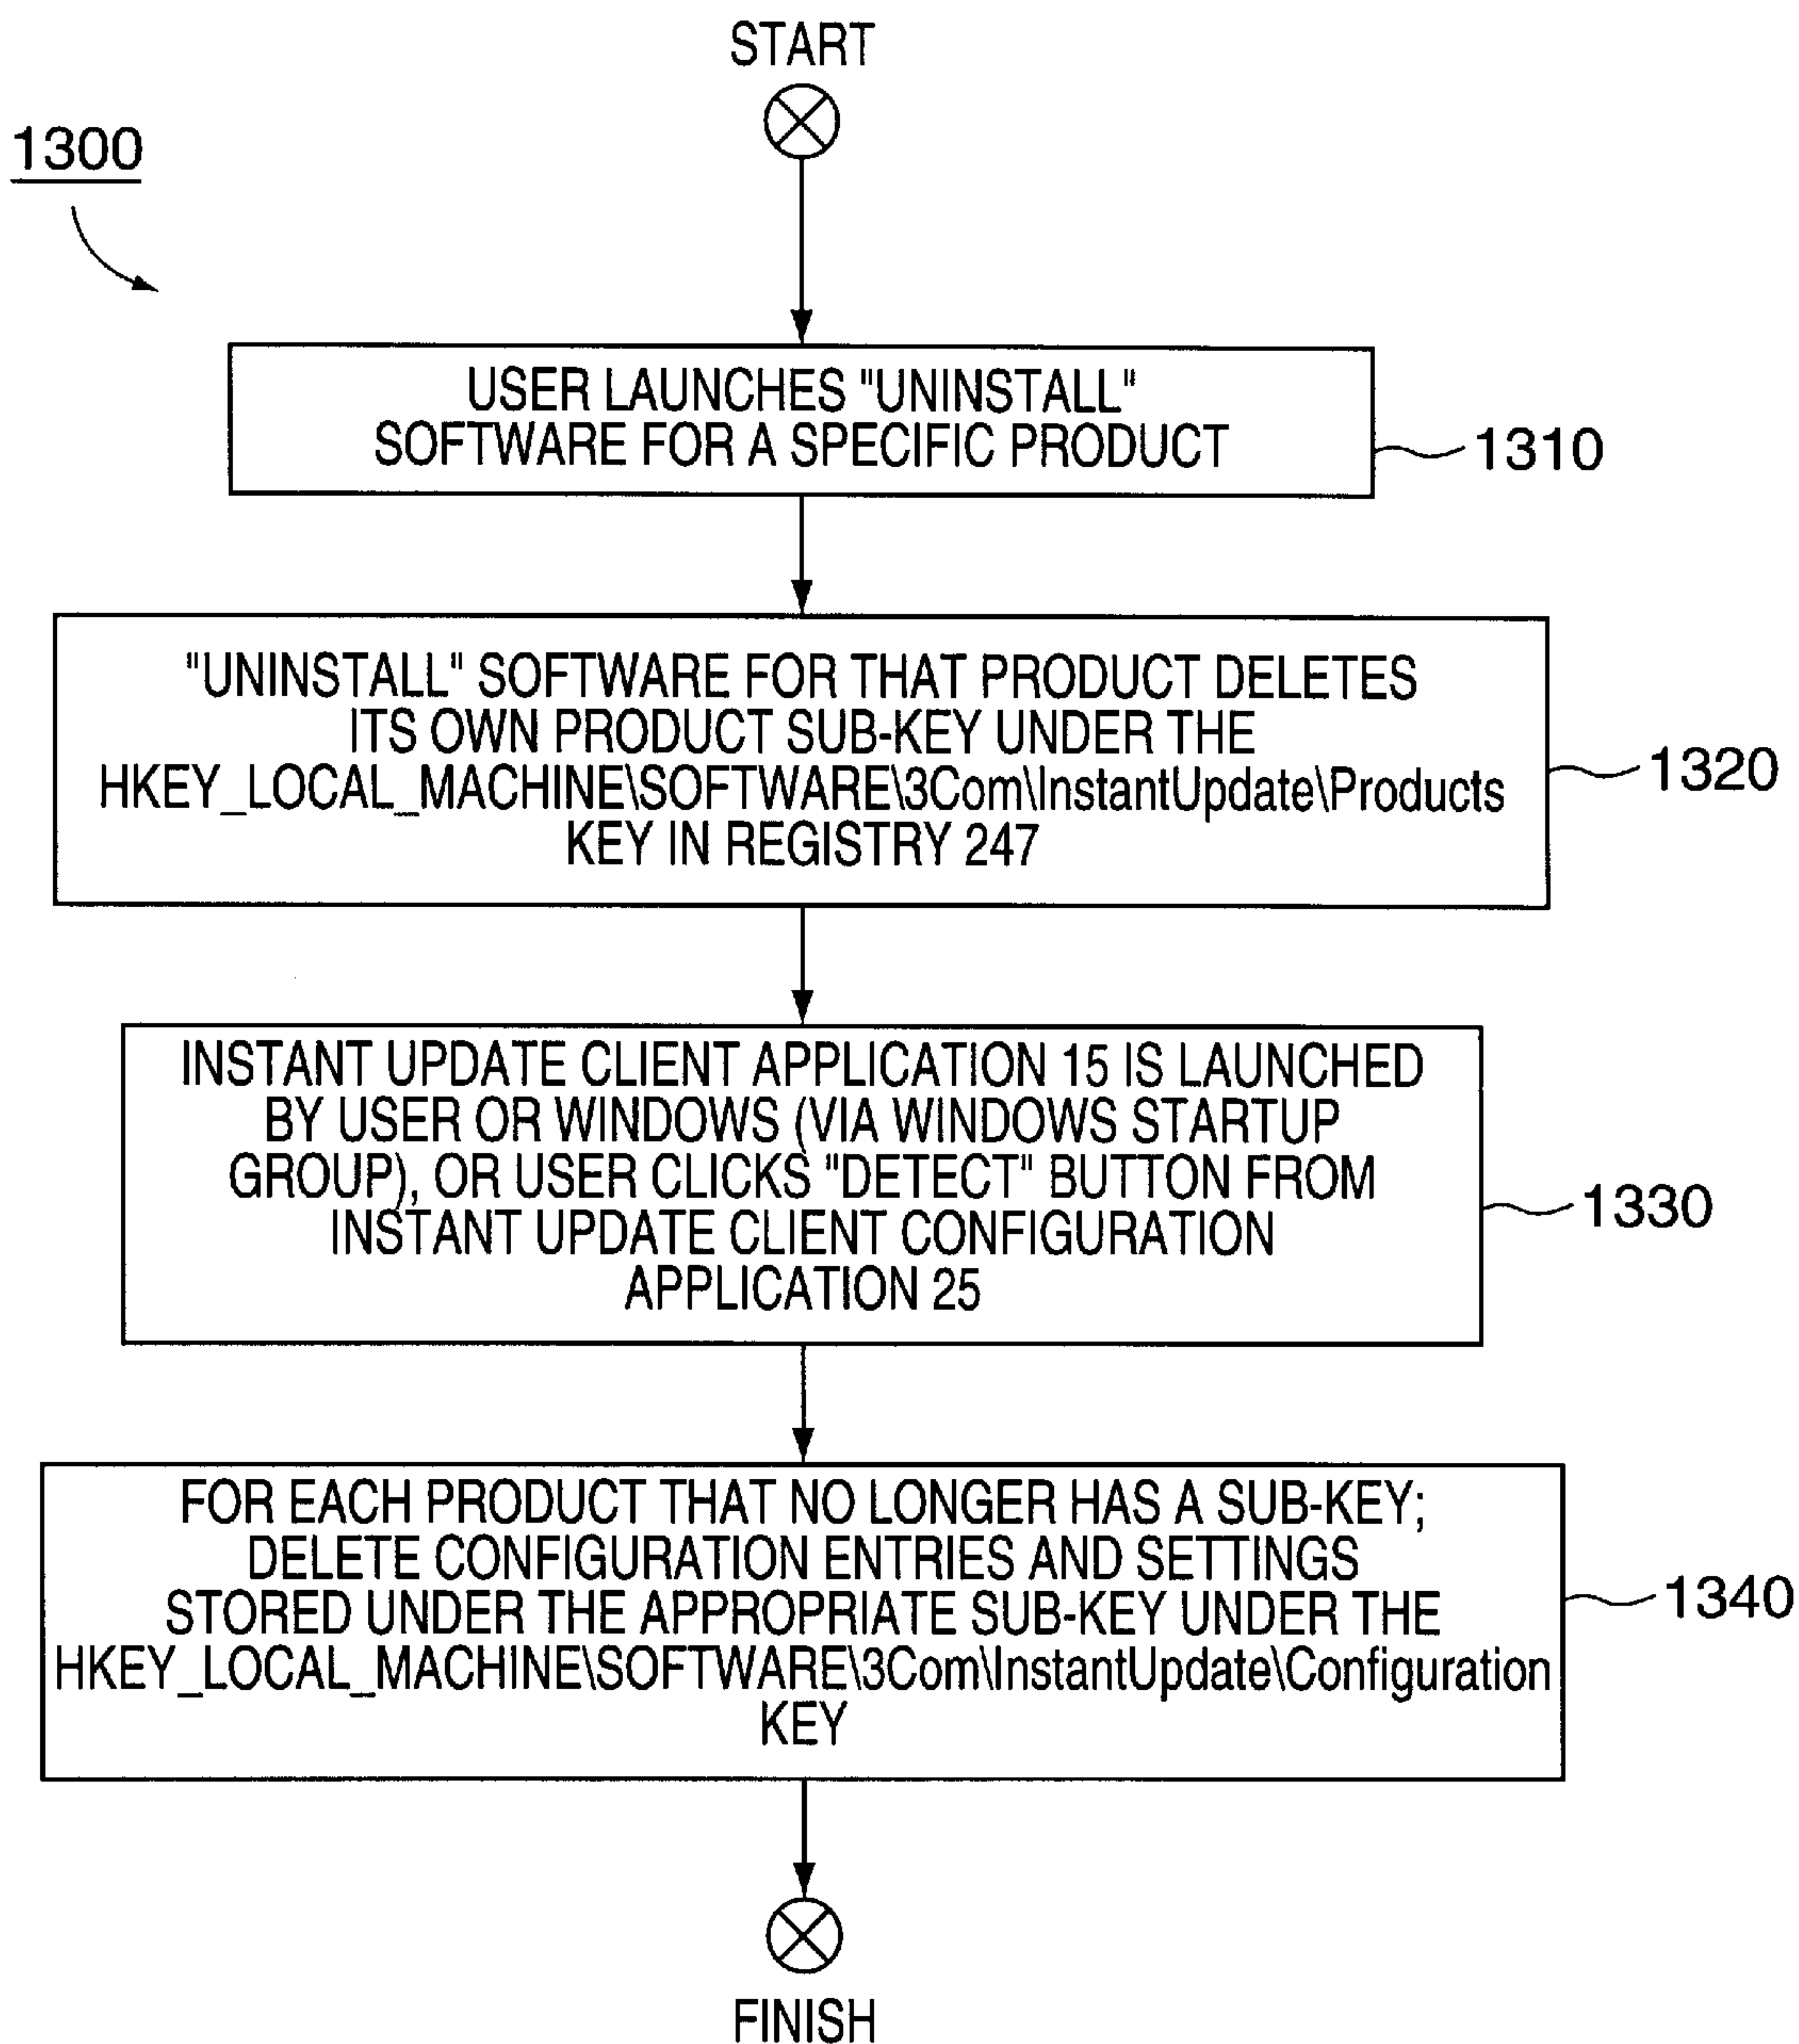 START
1300
USER LAUNCHES "UNINSTALL"
SOFTWARE FOR A SPECIFIC PRODUCT
1310
"UNINSTALL" SOFTWARE FOR THAT PRODUCT DELETES
ITS OWN PRODUCT SUB-KEY UNDER THE
HKEY_LOCAL_MACHINE\SOFTWARE\3Com\InstantUpdate\Products
KEY IN REGISTRY 247
1320
INSTANT UPDATE CLIENT APPLICATION 15 IS LAUNCHED
BY USER OR WINDOWS (VIA WINDOWS STARTUP
GROUP), OR USER CLICKS "DETECT" BUTTON FROM
INSTANT UPDATE CLIENT CONFIGURATION
APPLICATION 25
1330
FOR EACH PRODUCT THAT NO LONGER HAS A SUB-KEY;
DELETE CONFIGURATION ENTRIES AND SETTINGS
STORED UNDER THE APPROPRIATE SUB-KEY UNDER THE
HKEY_LOCAL_MACHINE\SOFTWARE\3Com\InstantUpdate\Configuration
KEY
1340
FINISH